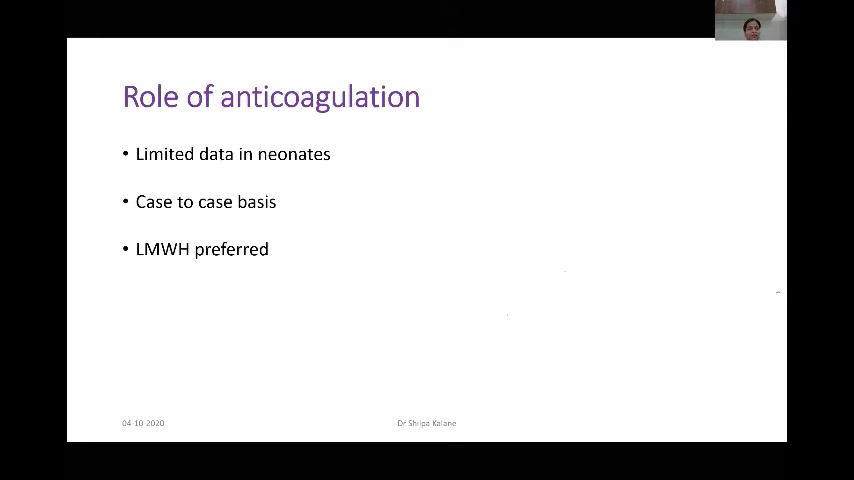 Role of anticoagulation
• Limited data in neonates
• Case to case basis
• LMWH preferred
04-10-2020
Dr Shilpa Kalane